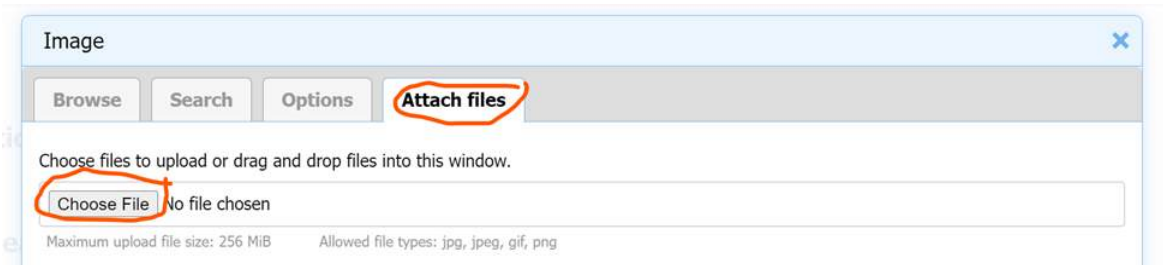 Image
Browse Search Options Attach files
Choose files to upload or drag and drop files into this window.
Choose File No file chosen
Maximum upload file size: 256 MiB Allowed file types: jpg, jpeg, gif, png